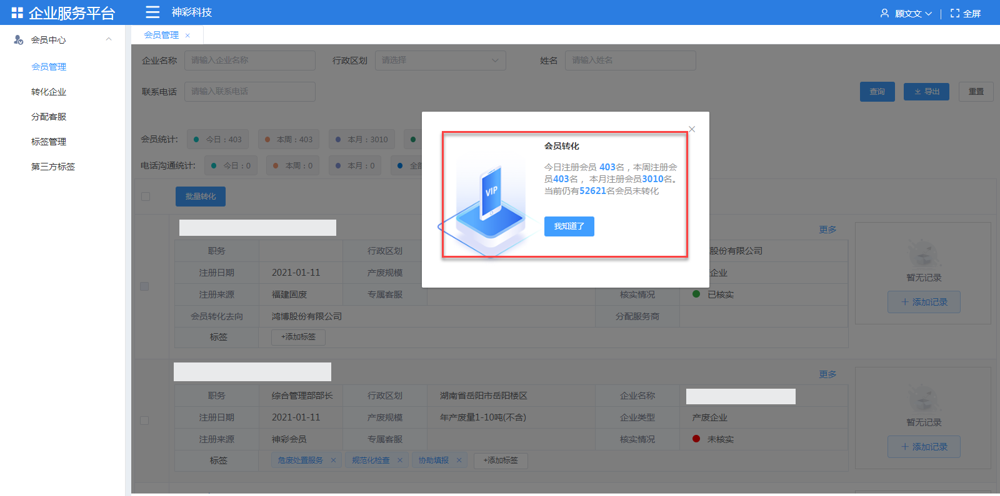 企业服务平台
神彩科技
顾文文
全屏
会员中心
会员管理
转化企业
分配客服
标签管理
第三方标签
会员管理 ×
企业名称 请输入企业名称 行政区划 请选择 姓名 请输入姓名
联系电话 请输入联系电话 查询 导出 重置
会员统计: 今日：403 本周：403 本月：3010
电话沟通统计: 今日：0 本周：0 本月：0
批量转化
会员转化
今日注册会员 403名，本周注册会
员403名， 本月注册会员3010名。
当前仍有52621名会员未转化
我知道了
VIP
更多
职务 行政区划 股份有限公司
注册日期 2021-01-11 产废规模 企业
注册来源 福建固废 专属客服 核实情况 已核实
会员转化去向 鸿博股份有限公司 分配服务商
标签 +添加标签
暂无记录
添加记录
更多
职务 综合管理部部长 行政区划 湖南省岳阳市岳阳楼区 企业名称
注册日期 2021-01-11 产废规模 年产废量1-10吨(不含) 企业类型 产废企业
注册来源 神彩会员 专属客服 核实情况 未核实
标签 危废处置服务 × 规范化检查 × 协助填报 × +添加标签
暂无记录
添加记录